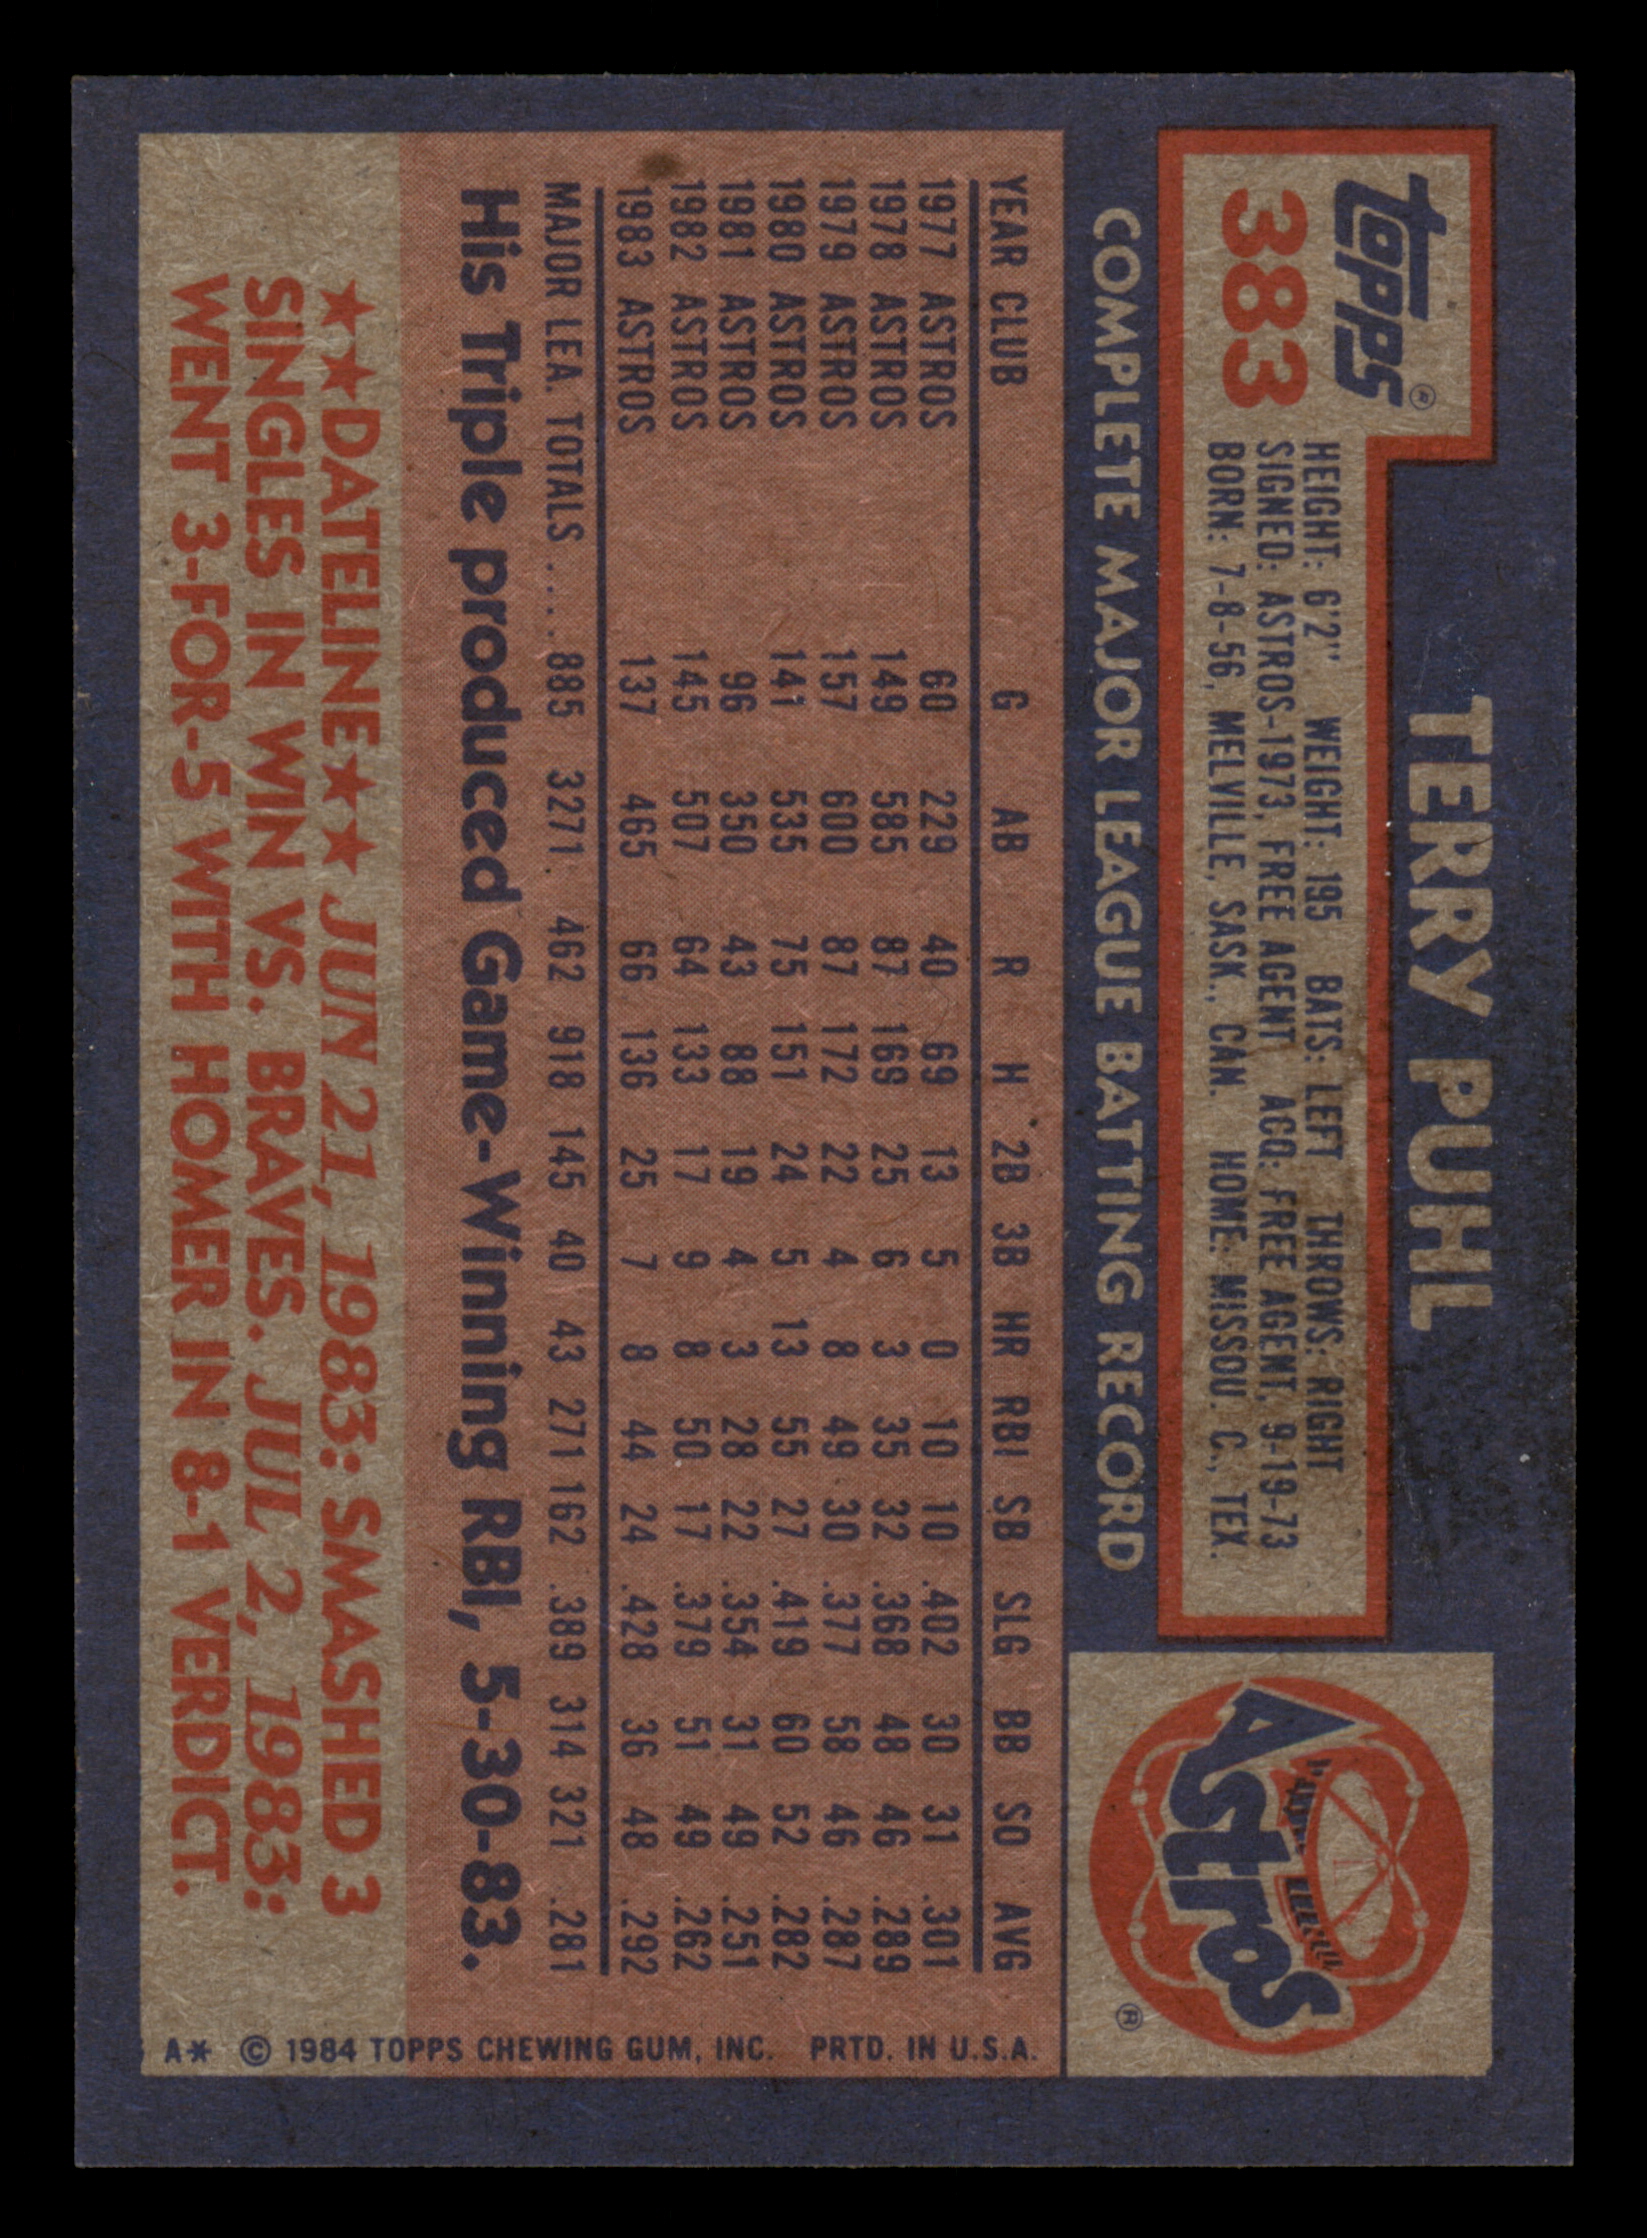 TERRY PUHL
topps®
383
HEIGHT: 6'2" WEIGHT: 195 BATS: LEFT THROWS: RIGHT
SIGNED: ASTROS-1973, FREE AGENT ACQ: FREE AGENT, 9-19-73
BORN: 7-8-56, MELVILLE, SASK., CAN. HOME: MISSOU. C., TEX.
Astros
®
COMPLETE MAJOR LEAGUE BATTING RECORD
YEAR CLUB G AB R H 2B 3B HR RBI SB SLG BB SO AVG
1977 ASTROS 60 229 40 69 13 5 0 10 10 .402 30 31 .301
1978 ASTROS 149 585 87 169 25 6 3 35 32 .368 48 46 .289
1979 ASTROS 157 600 87 172 22 4 8 49 30 .377 58 46 .287
1980 ASTROS 141 535 75 151 24 5 13 55 27 .419 60 52 .282
1981 ASTROS 96 350 43 88 19 4 3 28 22 .354 31 49 .251
1982 ASTROS 145 507 64 133 17 9 8 50 17 .379 51 49 .262
1983 ASTROS 137 465 66 136 25 7 8 44 24 .428 36 48 .292
MAJOR LEA. TOTALS .... 885 3271 462 918 145 40 43 271 162 .389 314 321 .281
His Triple produced Game-Winning RBI, 5-30-83.
★★DATELINE★★ JUN 21, 1983: SMASHED 3
SINGLES IN WIN VS. BRAVES. JUL 2, 1983:
WENT 3-FOR-5 WITH HOMER IN 8-1 VERDICT.
A* © 1984 TOPPS CHEWING GUM, INC. PRTD. IN U.S.A.